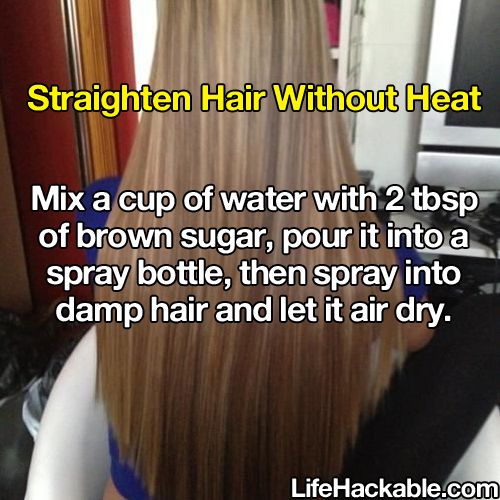 Straighten Hair Without Heat
Mix a cup of water with 2 tbsp
of brown sugar, pour it into a
spray bottle, then spray into
damp hair and let it air dry.
LifeHackable.com